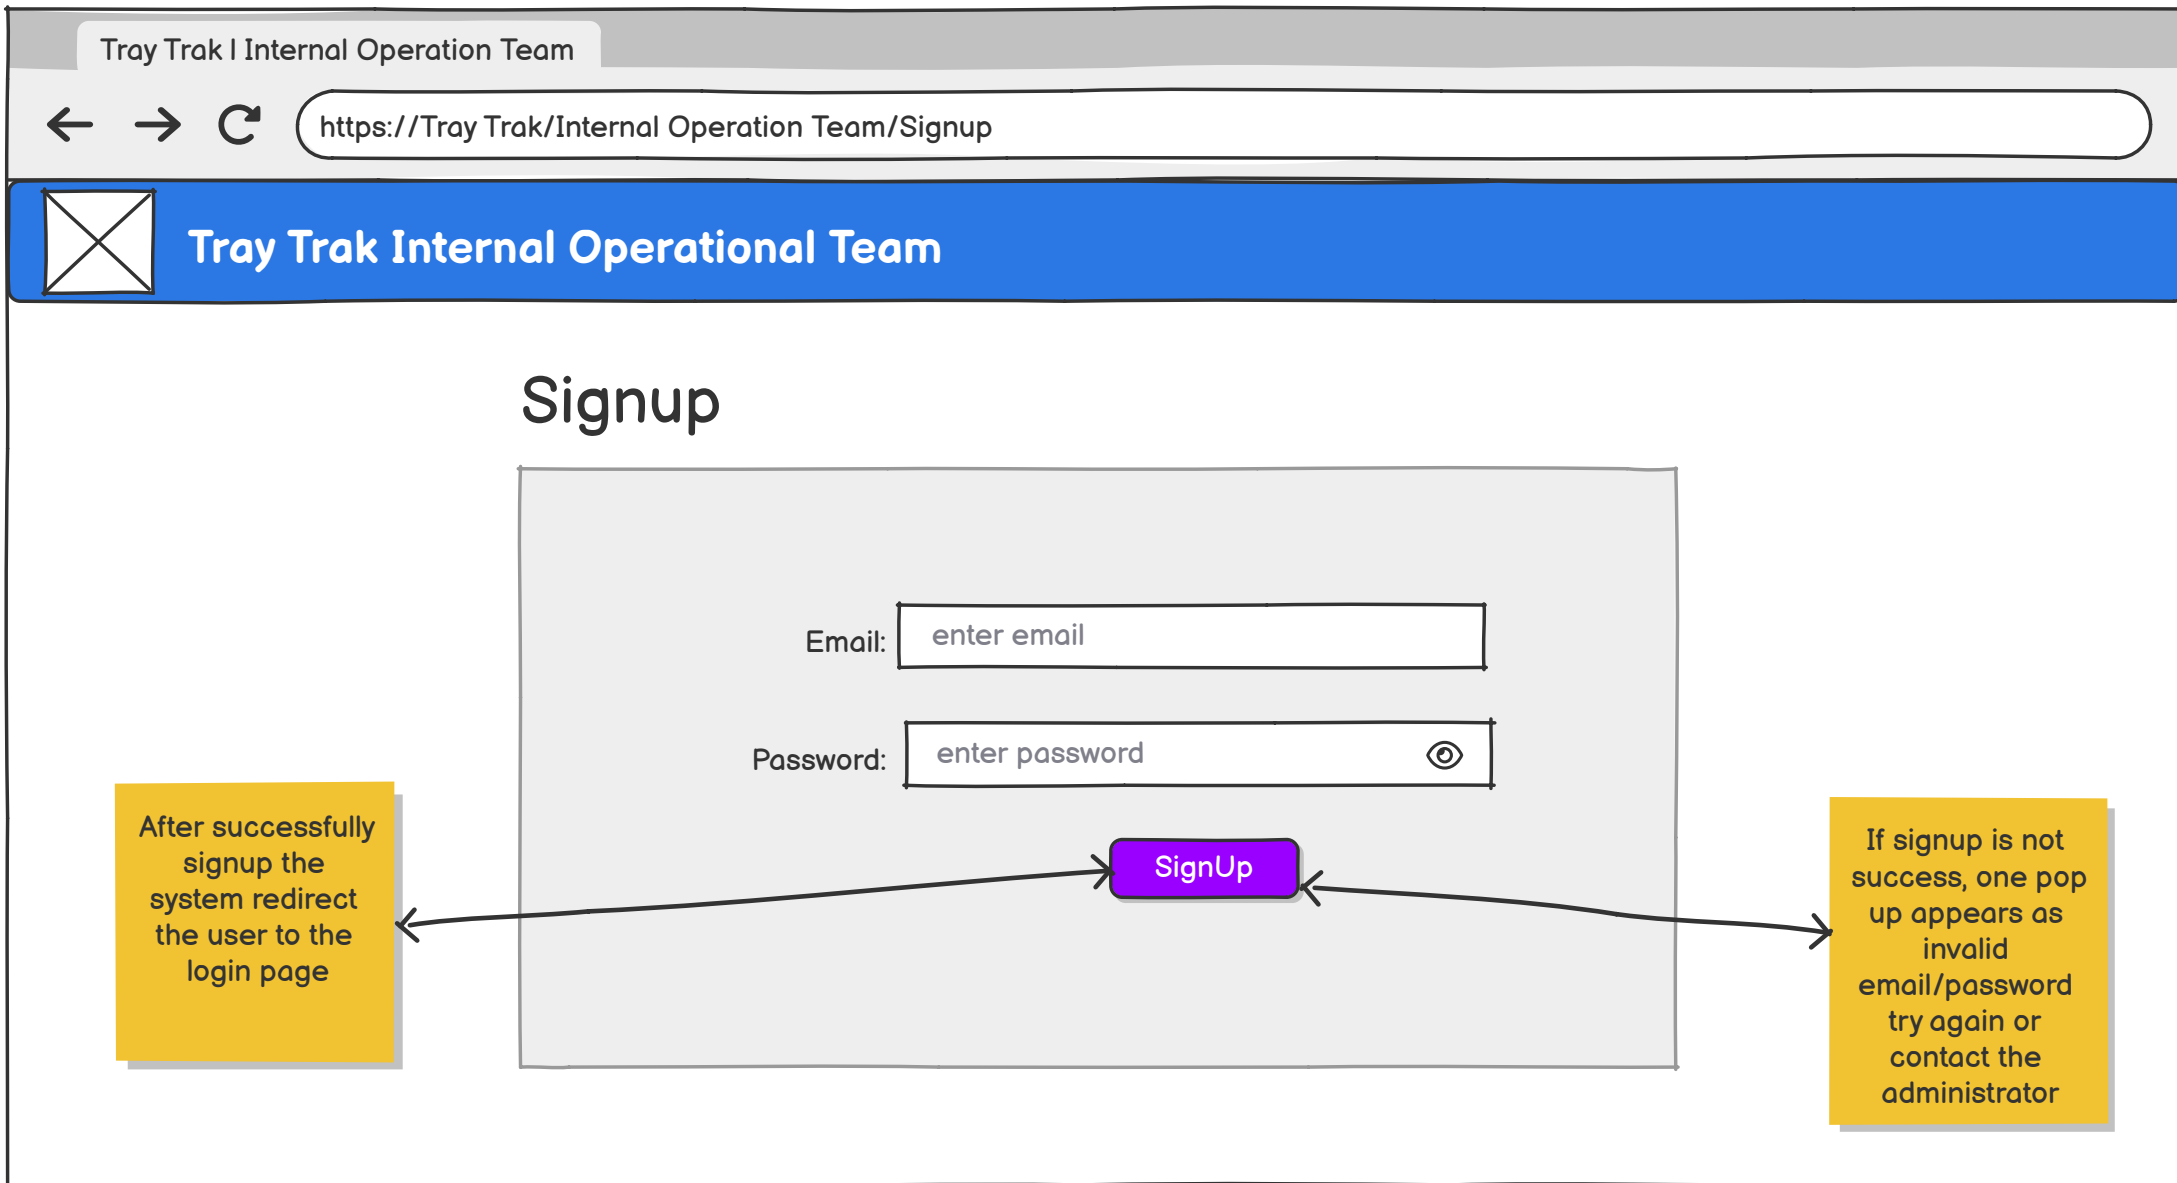 Tray Trak | Internal Operation Team
https://Tray Trak/Internal Operation Team/Signup
Tray Trak Internal Operational Team
Signup
Email:
enter email
Password:
enter password
SignUp
After successfully
signup the
system redirect
the user to the
login page
If signup is not
success, one pop
up appears as
invalid
email/password
try again or
contact the
administrator